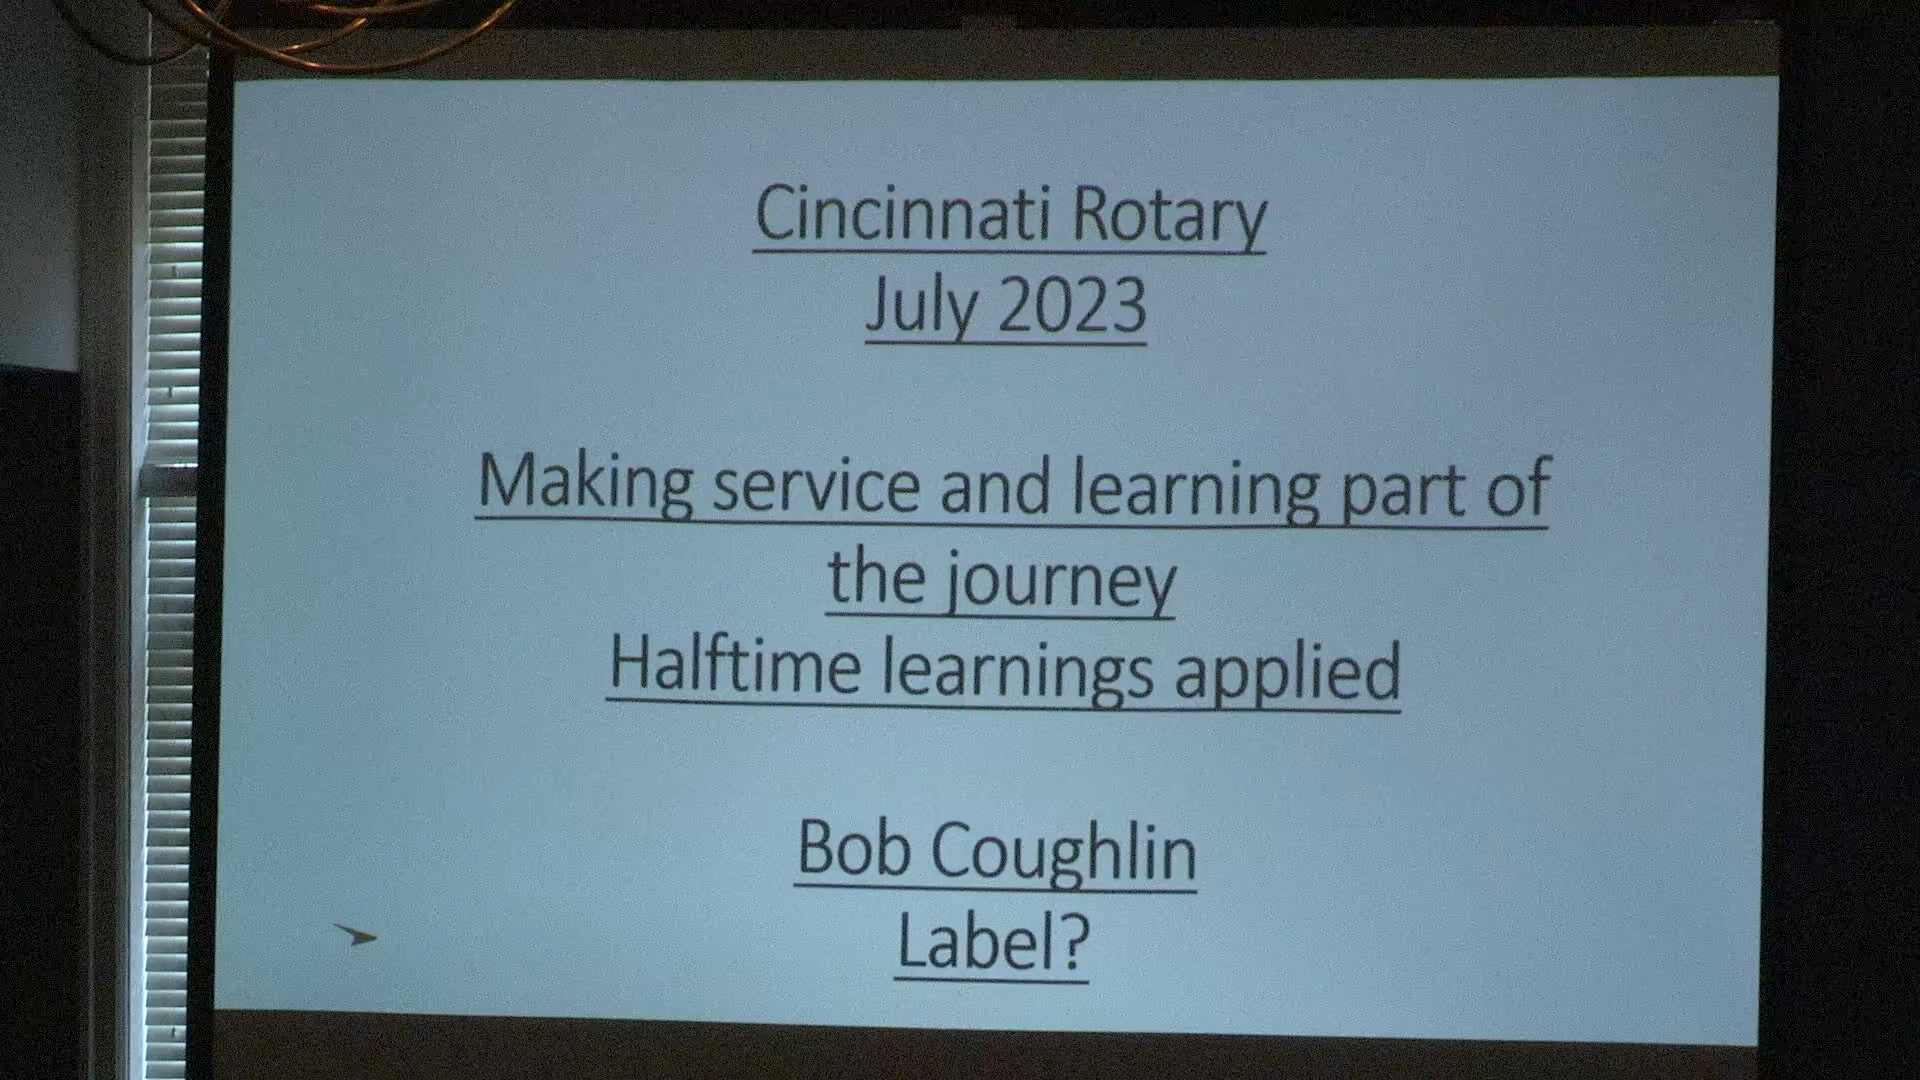 Cincinnati Rotary
July 2023
Making service and learning part of
the journey
Halftime learnings applied
Bob Coughlin
Label?